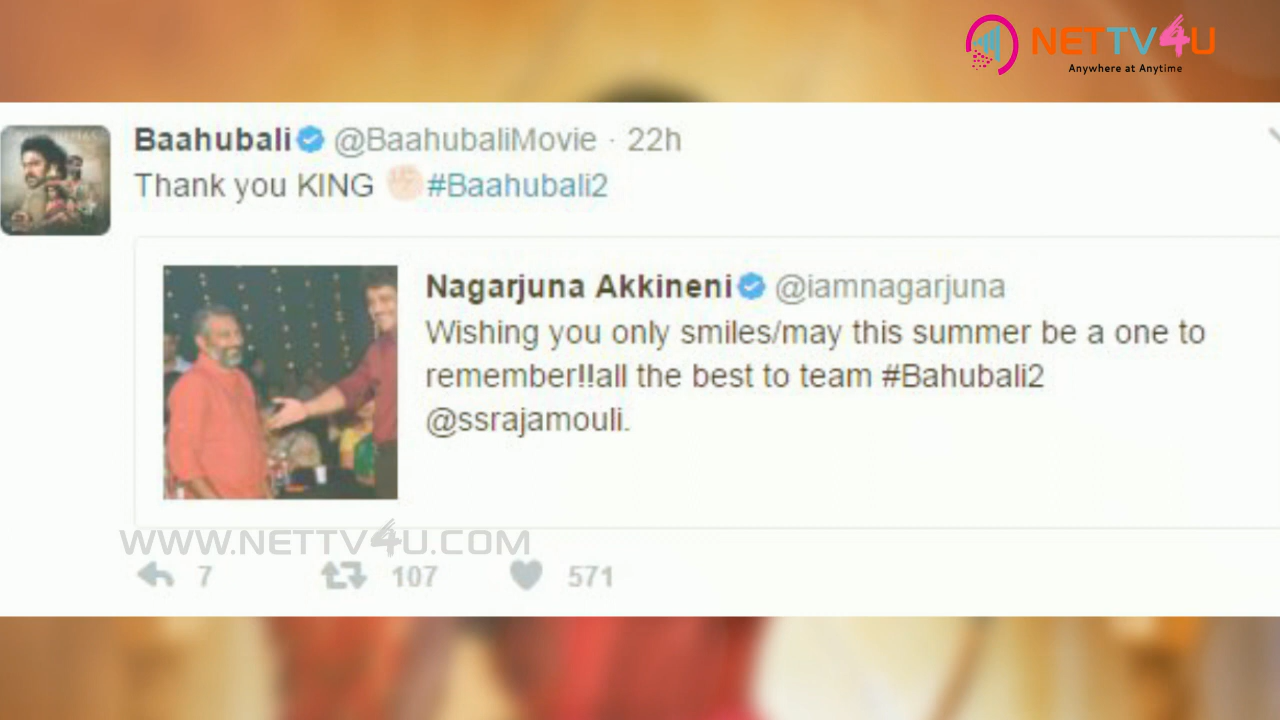 NETTV4U
Anywhere at Anytime
Baahubali @BaahubaliMovie · 22h
Thank you KING ✊🏻#Baahubali2
Nagarjuna Akkineni @iamnagarjuna
Wishing you only smiles/may this summer be a one to
remember!!all the best to team #Bahubali2
@ssrajamouli.
WWW.NETTV4U.COM
7 107 571